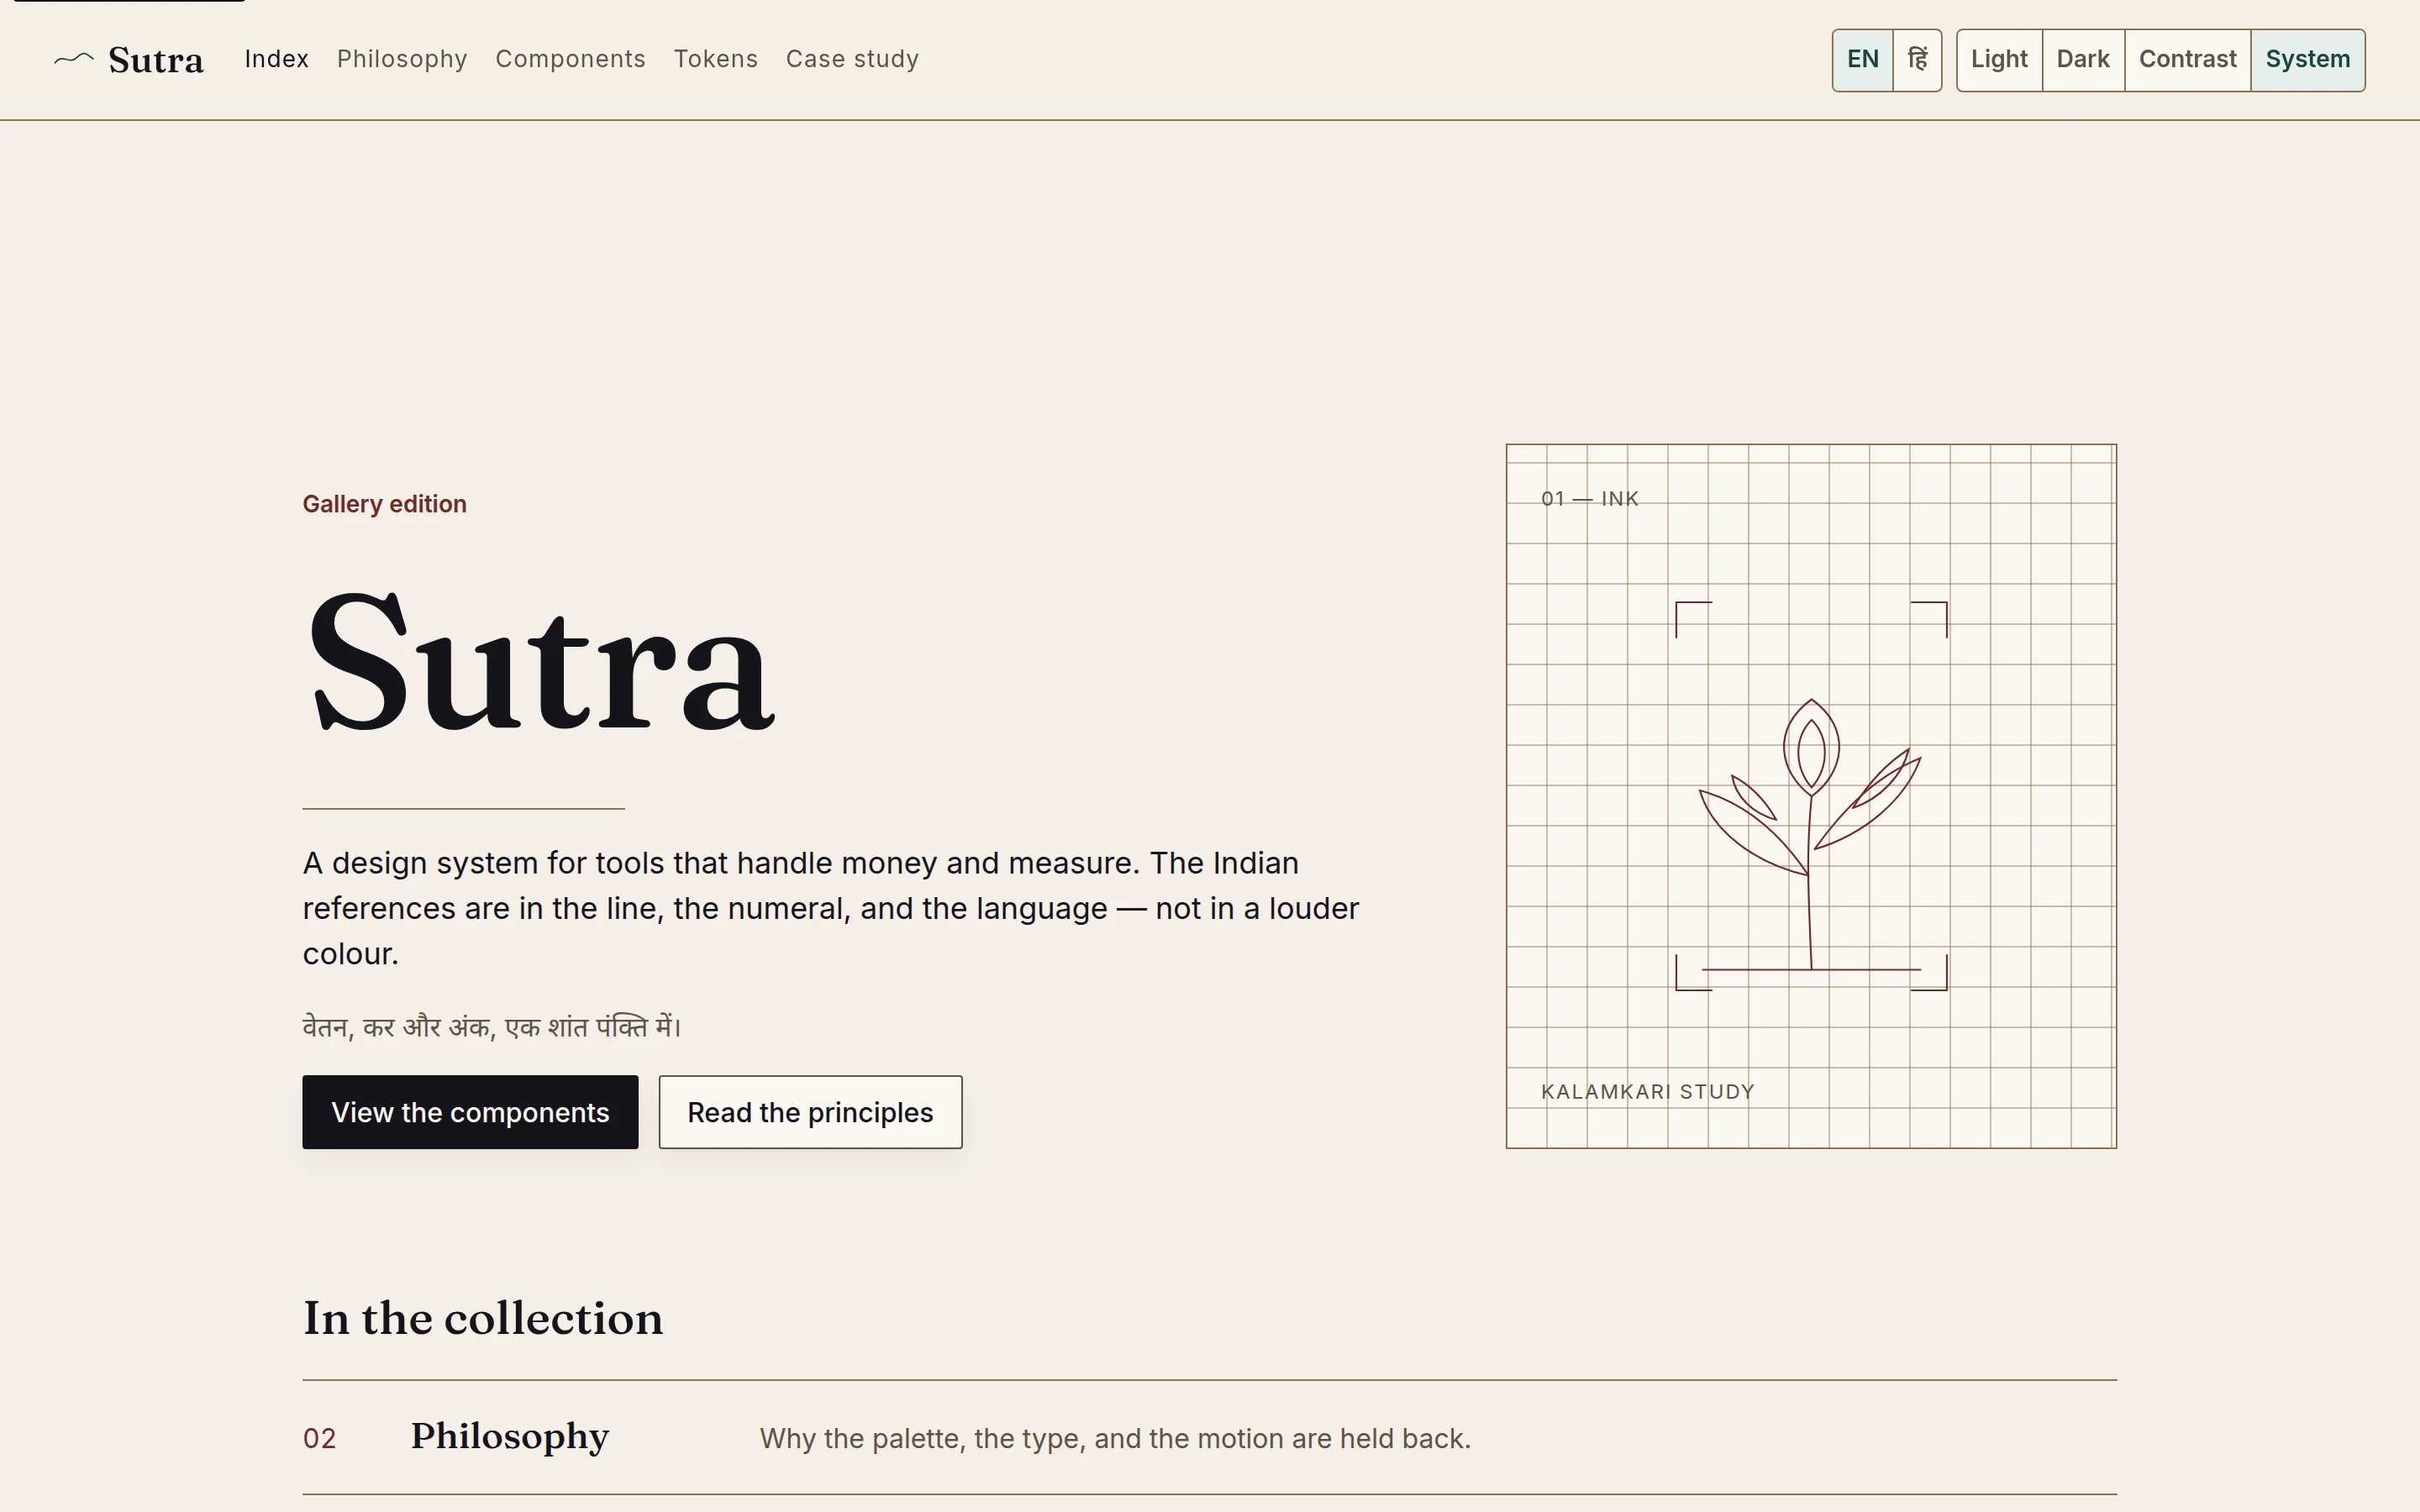 Sutra Index Philosophy Components Tokens Case study EN हिं Light Dark Contrast System
Gallery edition
Sutra
A design system for tools that handle money and measure. The Indian
references are in the line, the numeral, and the language — not in a louder
colour.
वेतन, कर और अंक, एक शांत पंक्ति में।
View the components Read the principles
01 — INK
KALAMKARI STUDY
In the collection
02 Philosophy Why the palette, the type, and the motion are held back.